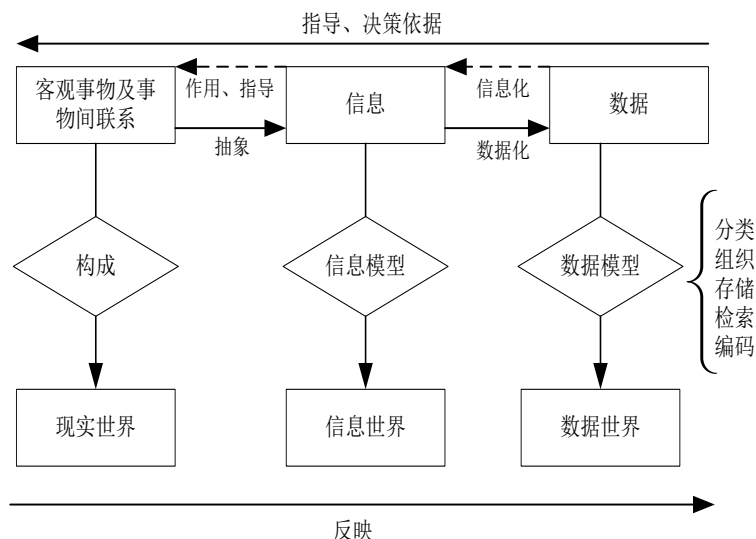 指导、决策依据
客观事物及事
物间联系
作用、指导
抽象
信息
信息化
数据化
数据
构成
信息模型
数据模型
分类
组织
存储
检索
编码
现实世界
信息世界
数据世界
反映